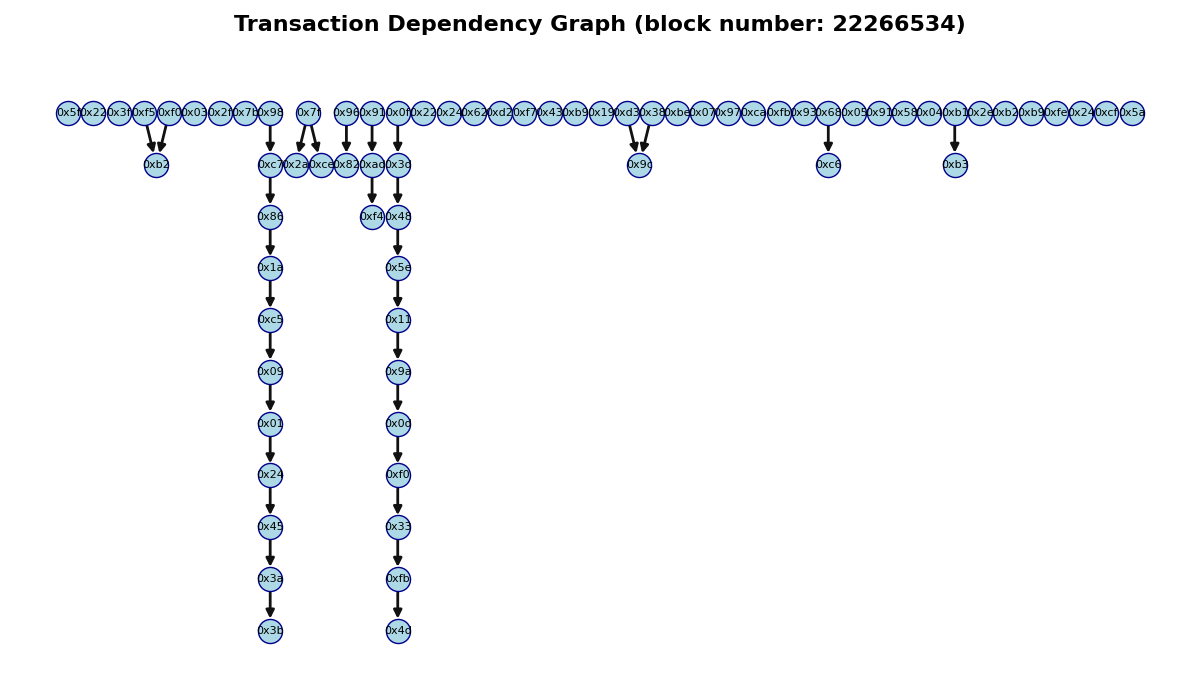 Transaction Dependency Graph (block number: 22266534)
0x5f 0x22 0x3f 0xf5 0xf0 0x03 0x2f 0x7b 0x98 0x7f 0x96 0x91 0x0f 0x22 0x24 0x62 0xd2 0xf7 0x43 0xb9 0x19 0xd3 0x38 0xbe 0x07 0x97 0xca 0xfb 0x93 0x68 0x05 0x91 0x58 0x04 0xb1 0x2e 0xb2 0xb9 0xfe 0x24 0xcf 0x5a
0xb2 0xc7 0x2a 0xce 0x82 0xad 0x3d 0x9c 0xc6 0xb3
0x86 0xf4 0x48
0x1a 0x5e
0xc5 0x11
0x09 0x9a
0x01 0x0d
0x24 0xf0
0x45 0x33
0x3a 0xfb
0x3b 0x4d